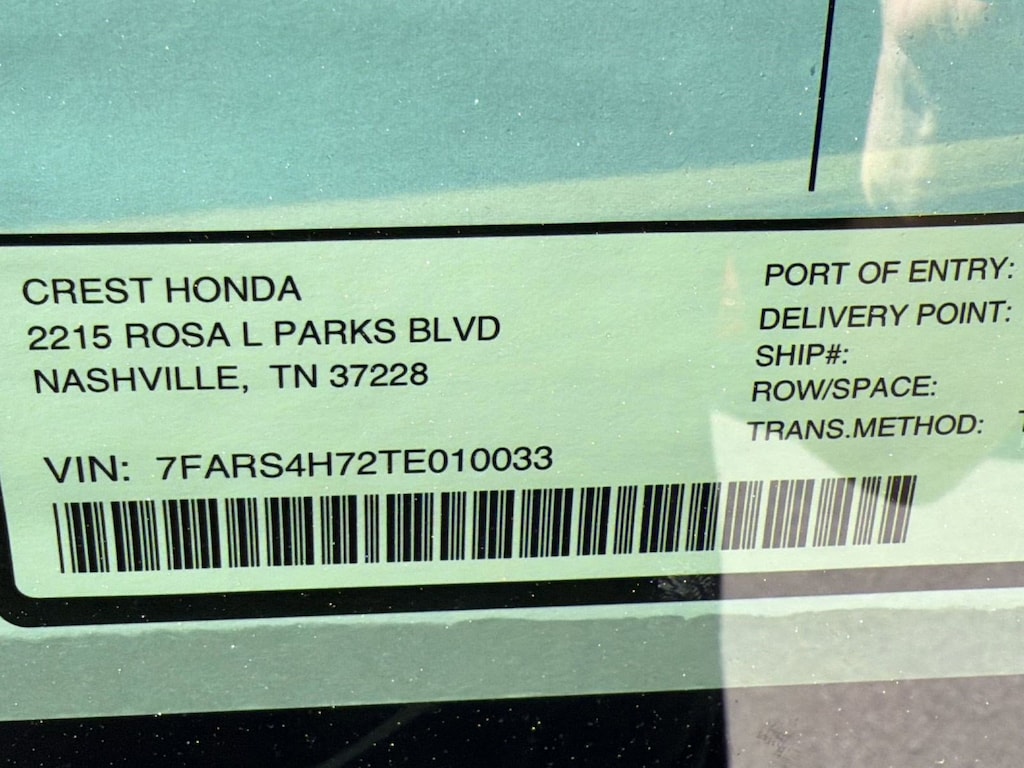 CREST HONDA
2215 ROSA L PARKS BLVD
NASHVILLE, TN 37228
VIN: 7FARS4H72TE010033
PORT OF ENTRY:
DELIVERY POINT:
SHIP#:
ROW/SPACE:
TRANS.METHOD: